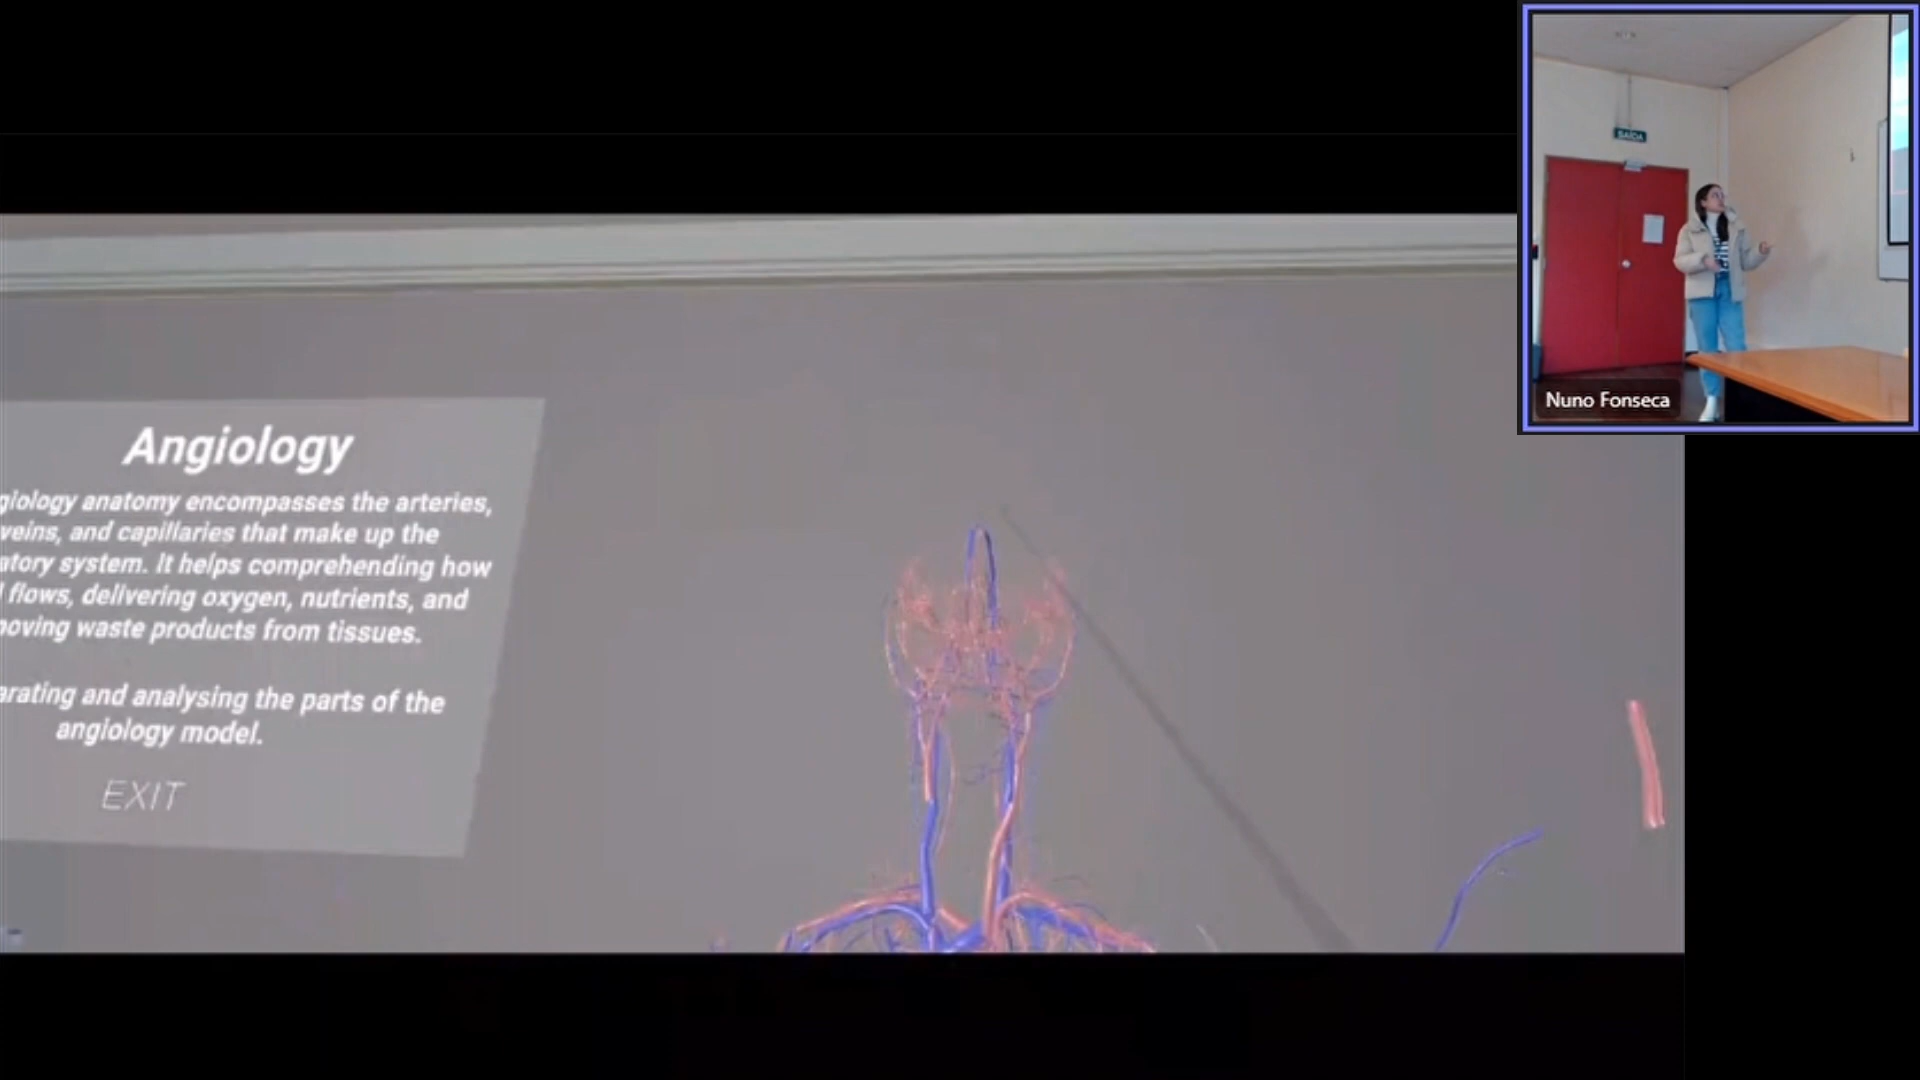 Angiology
giology anatomy encompasses the arteries,
veins, and capillaries that make up the
atory system. It helps comprehending how
flows, delivering oxygen, nutrients, and
oving waste products from tissues.
arating and analysing the parts of the
angiology model.
EXIT
SAÍDA
Nuno Fonseca